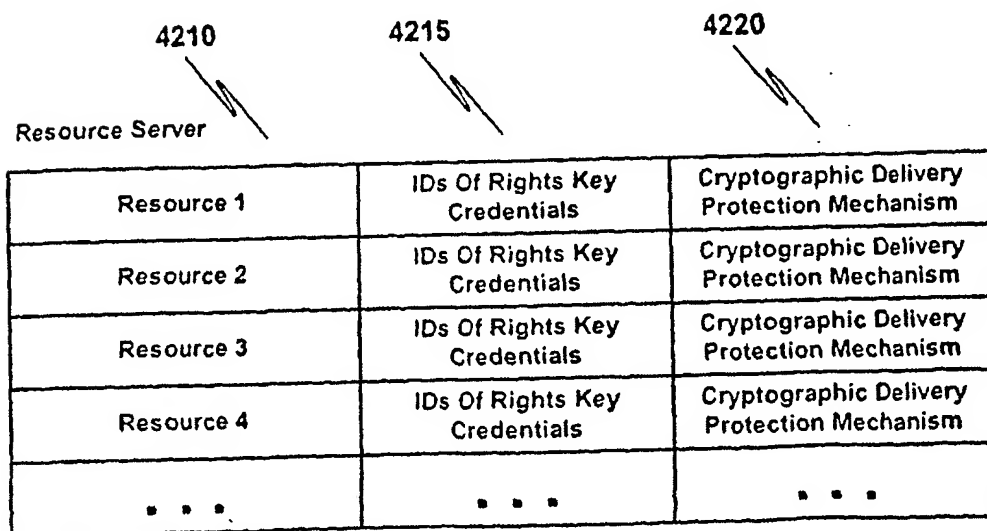 4210 4215 4220
Resource Server
Resource 1
IDs Of Rights Key
Credentials
Cryptographic Delivery
Protection Mechanism
Resource 2
IDs Of Rights Key
Credentials
Cryptographic Delivery
Protection Mechanism
Resource 3
IDs Of Rights Key
Credentials
Cryptographic Delivery
Protection Mechanism
Resource 4
IDs Of Rights Key
Credentials
Cryptographic Delivery
Protection Mechanism
. . . . . . . . .